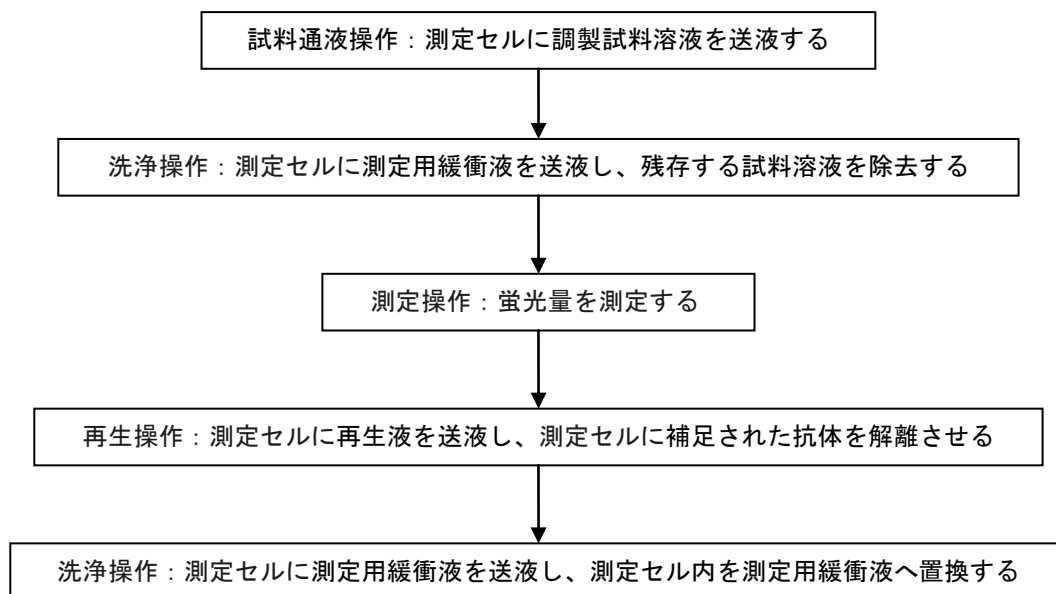 試料通液操作：測定セルに調製試料溶液を送液する
洗浄操作：測定セルに測定用緩衝液を送液し、残存する試料溶液を除去する
測定操作：蛍光量を測定する
再生操作：測定セルに再生液を送液し、測定セルに補足された抗体を解離させる
洗浄操作：測定セルに測定用緩衝液を送液し、測定セル内を測定用緩衝液へ置換する